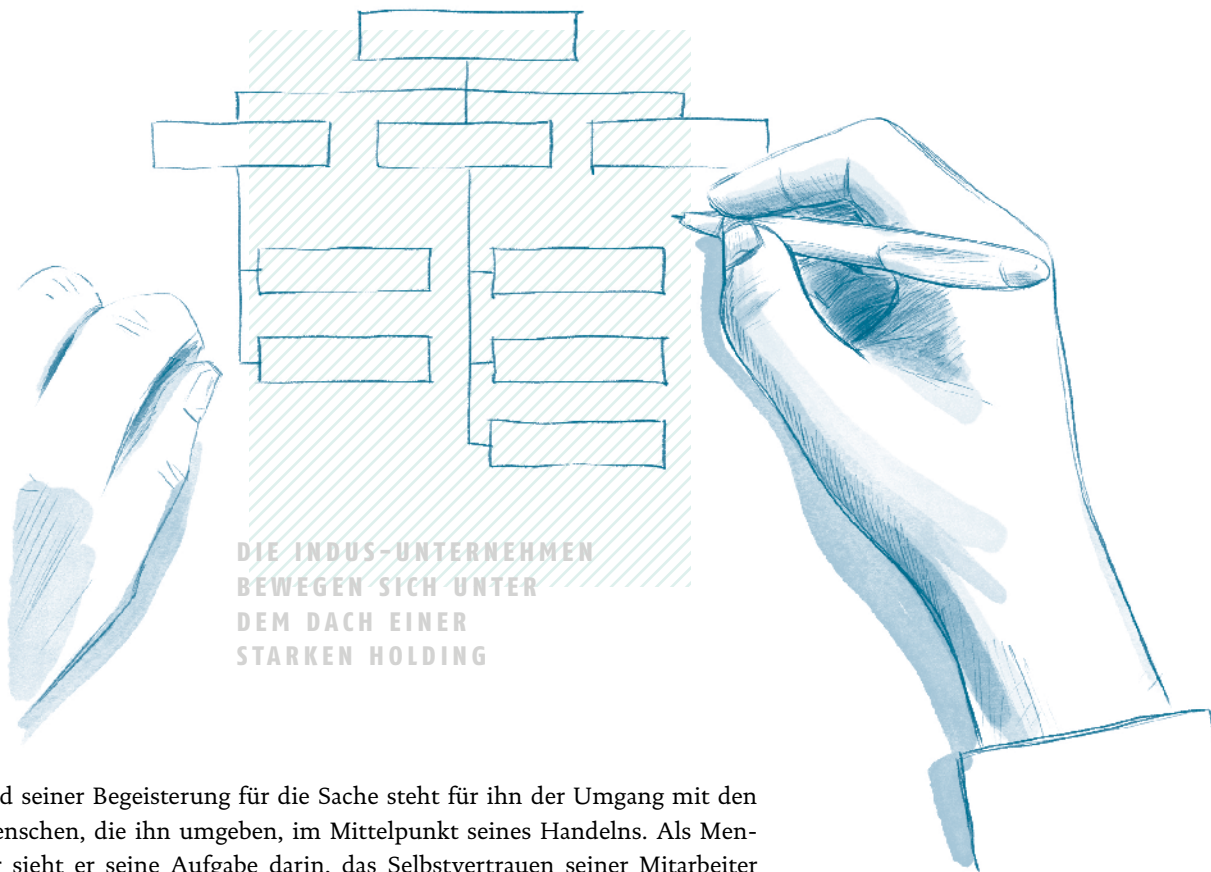 DIE INDUS-UNTERNEHMEN
BEWEGEN SICH UNTER
DEM DACH EINER
STARKEN HOLDING
seiner Begeisterung für die Sache steht für ihn der Umgang mit den
die ihn umgeben, im Mittelpunkt seines Handelns. Als Men-
sieht er seine Aufgabe darin, das Selbstvertrauen seiner Mitarbeiter